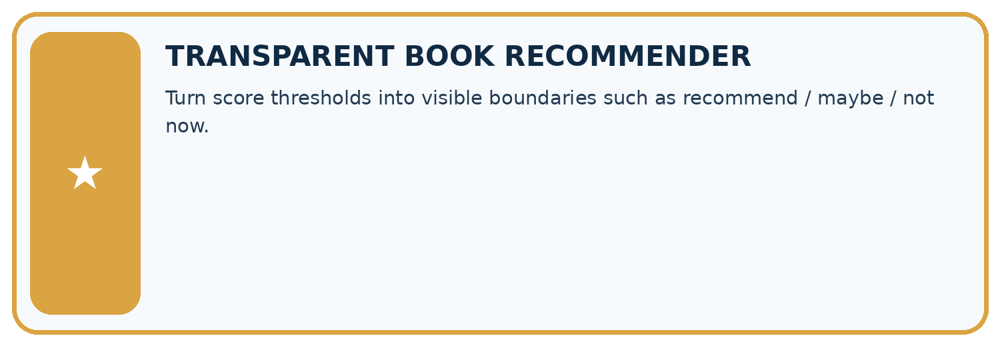 TRANSPARENT BOOK RECOMMENDER
Turn score thresholds into visible boundaries such as recommend / maybe / not
now.